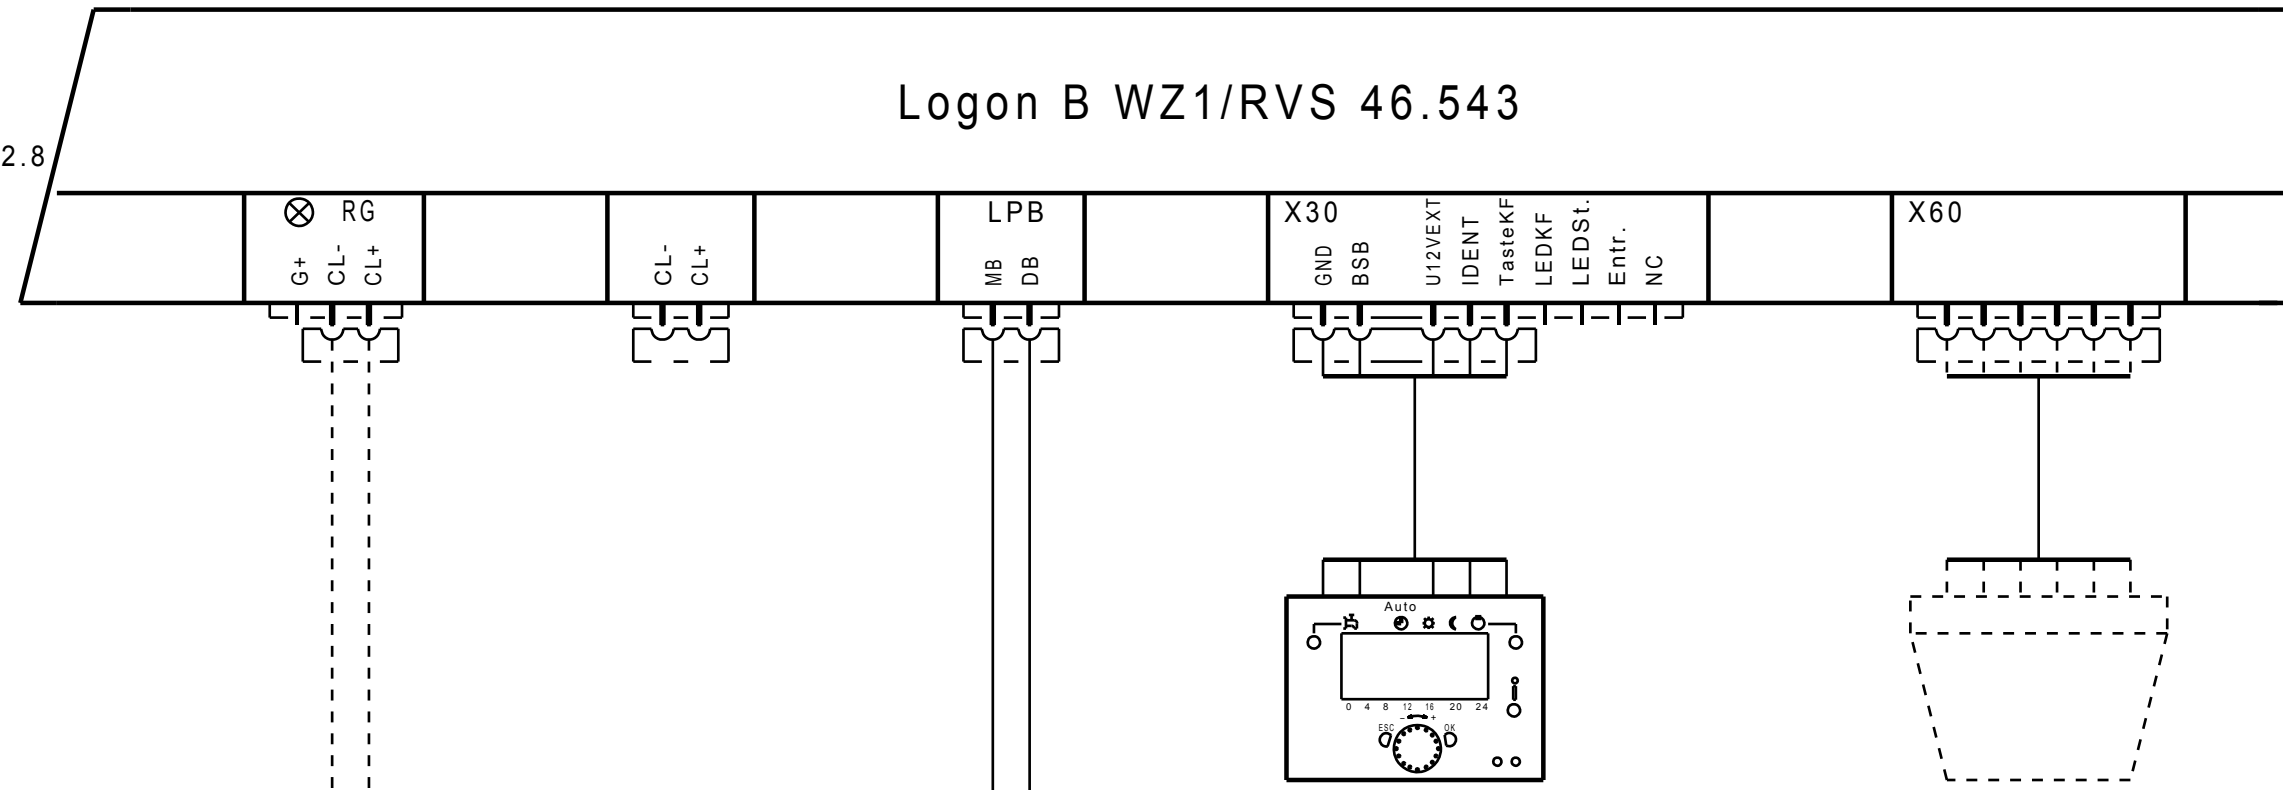 Logon B WZ1/RVS 46.543
2.8
RG
G+
CL-
CL+
CL-
CL+
LPB
MB
DB
X30
GND
BSB
U12VEXT
IDENT
TasteKF
LEDKF
LEDSt.
Entr.
NC
X60
Auto
0 4 8 12 16 20 24
- +
ESC
OK